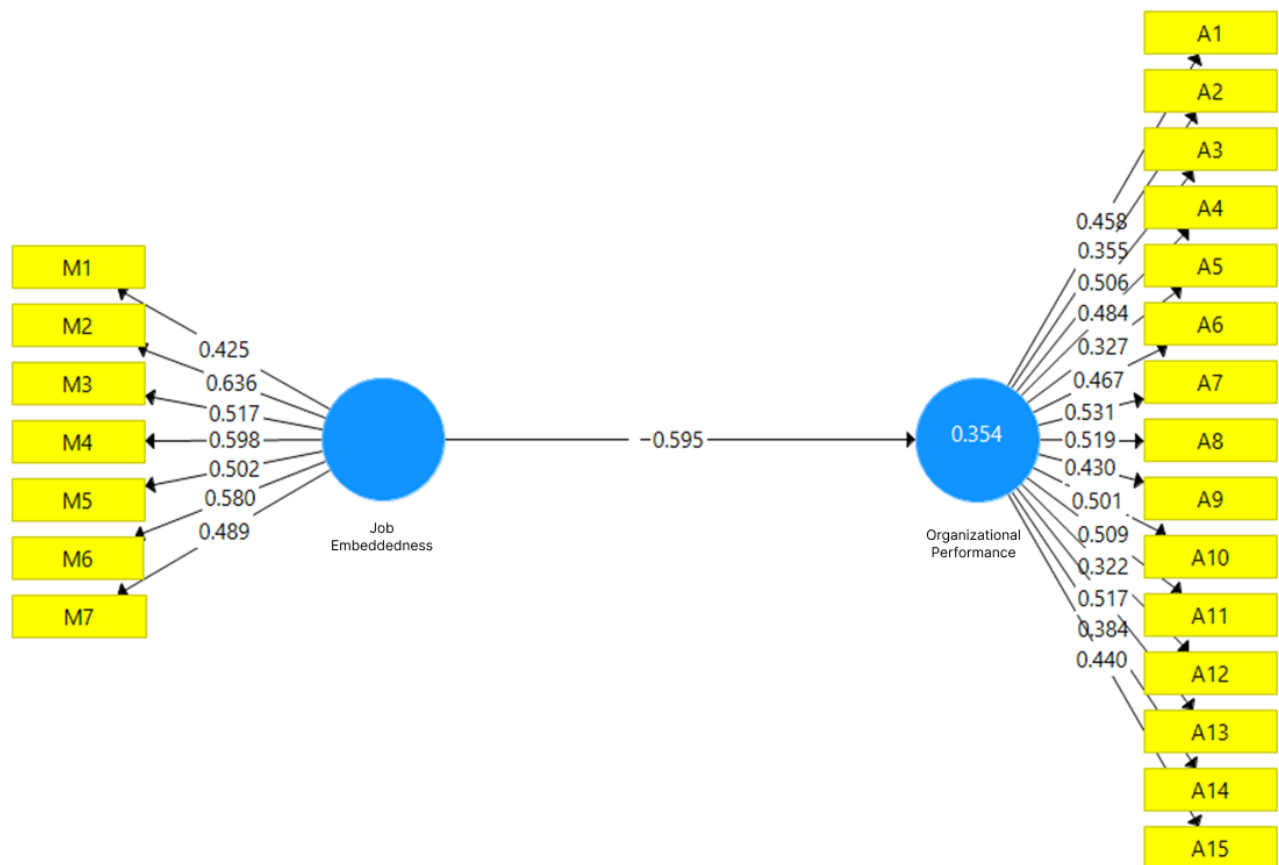 M1
M2
M3
M4
M5
M6
M7
0.425
0.636
0.517
0.598
0.502
0.580
0.489
Job
Embeddedness
−0.595
0.354
Organizational
Performance
0.458
0.355
0.506
0.484
0.327
0.467
0.531
0.519
0.430
0.501
0.509
0.322
0.517
0.384
0.440
A1
A2
A3
A4
A5
A6
A7
A8
A9
A10
A11
A12
A13
A14
A15